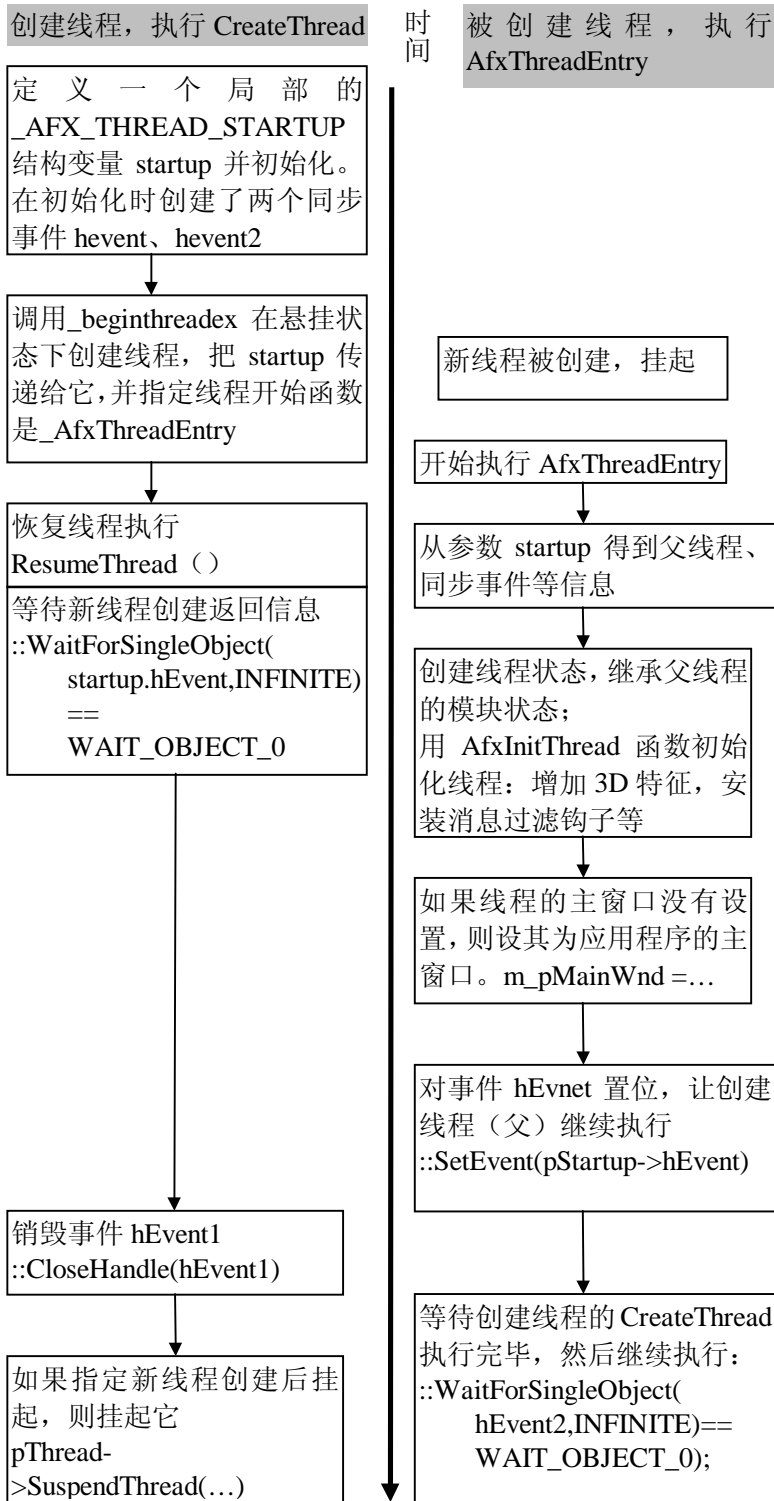 创建线程，执行 CreateThread
定义一个局部的
_AFX_THREAD_STARTUP
结构变量 startup 并初始化。
在初始化时创建了两个同步
事件 hevent、hevent2
调用_beginthreadex 在悬挂状
态下创建线程，把 startup 传
递给它，并指定线程开始函数
是_AfxThreadEntry
恢复线程执行
ResumeThread（）
等待新线程创建返回信息
::WaitForSingleObject(
startup.hEvent,INFINITE)
==
WAIT_OBJECT_0
销毁事件 hEvent1
::CloseHandle(hEvent1)
如果指定新线程创建后挂
起，则挂起它
pThread-
>SuspendThread(…)
时
间
被创建线程，执行
AfxThreadEntry
新线程被创建，挂起
开始执行 AfxThreadEntry
从参数 startup 得到父线程、
同步事件等信息
创建线程状态，继承父线程
的模块状态；
用 AfxInitThread 函数初始
化线程：增加 3D 特征，安
装消息过滤钩子等
如果线程的主窗口没有设
置，则设其为应用程序的主
窗口。m_pMainWnd =…
对事件 hEvnet 置位，让创建
线程（父）继续执行
::SetEvent(pStartup->hEvent)
等待创建线程的 CreateThread
执行完毕，然后继续执行：
::WaitForSingleObject(
hEvent2,INFINITE)==
WAIT_OBJECT_0);